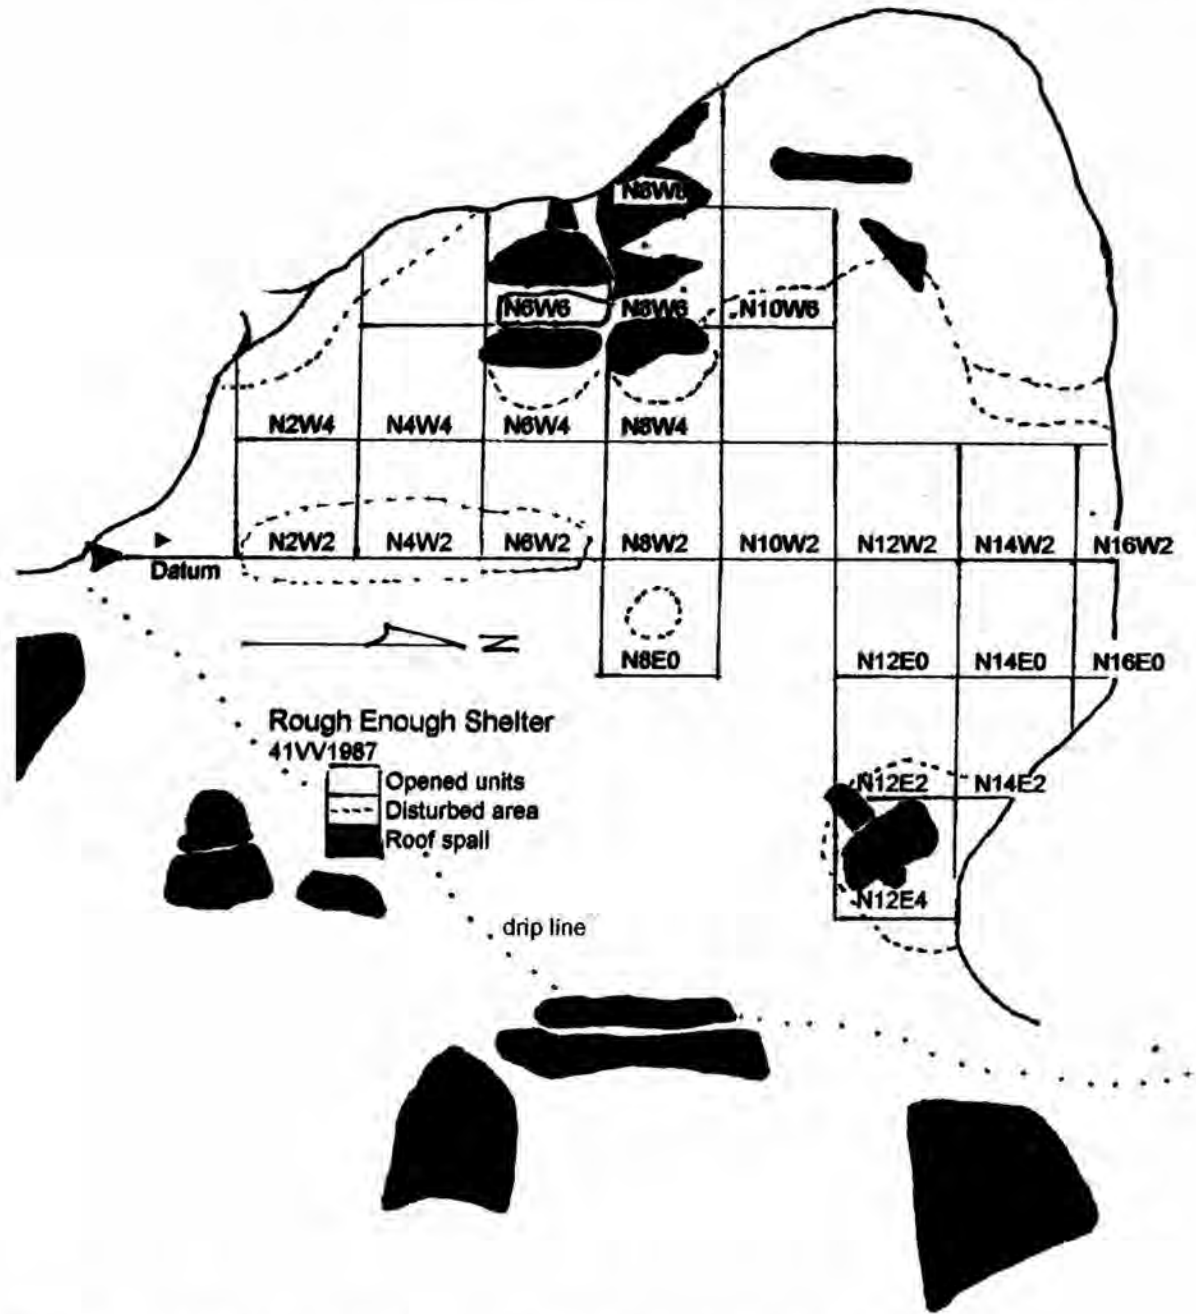 N8W8
N6W6 N8W6 N10W6
N2W4 N4W4 N6W4 N8W4
N2W2 N4W2 N6W2 N8W2 N10W2 N12W2 N14W2 N16W2
Datum
N
N8E0 N12E0 N14E0 N16E0
Rough Enough Shelter
41VV1987
Opened units
Disturbed area
Roof spall
N12E2 N14E2
N12E4
drip line